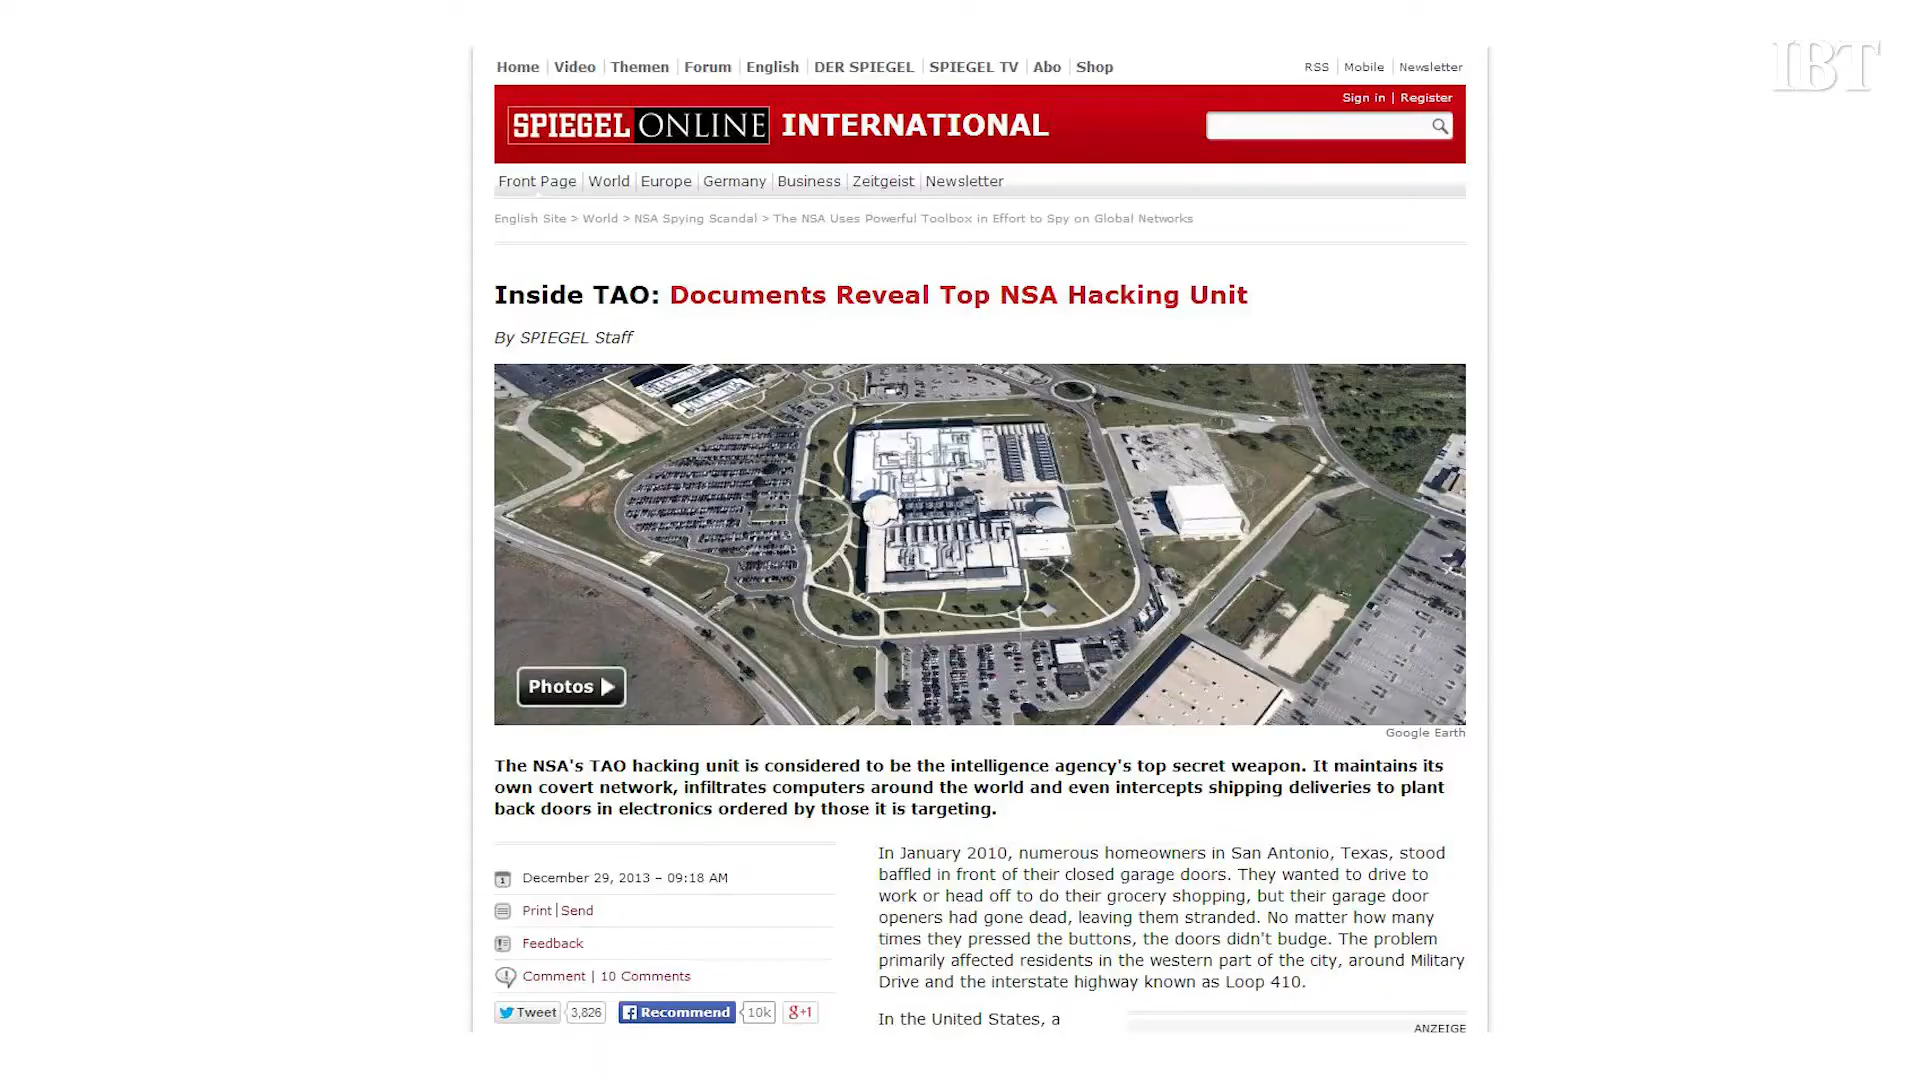 IBT
Home Video Themen Forum English DER SPIEGEL SPIEGEL TV Abo Shop RSS Mobile Newsletter
Sign in | Register
SPIEGEL ONLINE INTERNATIONAL
Front Page World Europe Germany Business Zeitgeist Newsletter
English Site > World > NSA Spying Scandal > The NSA Uses Powerful Toolbox in Effort to Spy on Global Networks
Inside TAO: Documents Reveal Top NSA Hacking Unit
By SPIEGEL Staff
Photos
Google Earth
The NSA's TAO hacking unit is considered to be the intelligence agency's top secret weapon. It maintains its
own covert network, infiltrates computers around the world and even intercepts shipping deliveries to plant
back doors in electronics ordered by those it is targeting.
December 29, 2013 – 09:18 AM
Print | Send
Feedback
Comment | 10 Comments
Tweet 3,826 Recommend 10k g+1
In January 2010, numerous homeowners in San Antonio, Texas, stood
baffled in front of their closed garage doors. They wanted to drive to
work or head off to do their grocery shopping, but their garage door
openers had gone dead, leaving them stranded. No matter how many
times they pressed the buttons, the doors didn't budge. The problem
primarily affected residents in the western part of the city, around Military
Drive and the interstate highway known as Loop 410.
In the United States, a
ANZEIGE